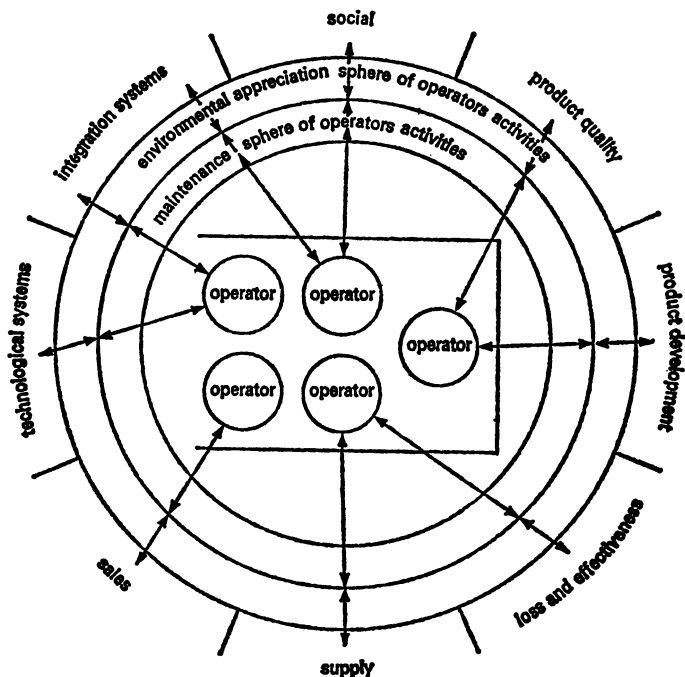 social
integration systems
environmental appreciation sphere of operators activities
product quality
maintenance sphere of operators activities
technological systems
operator
operator
operator
product development
operator
operator
sales
loss and effectiveness
supply